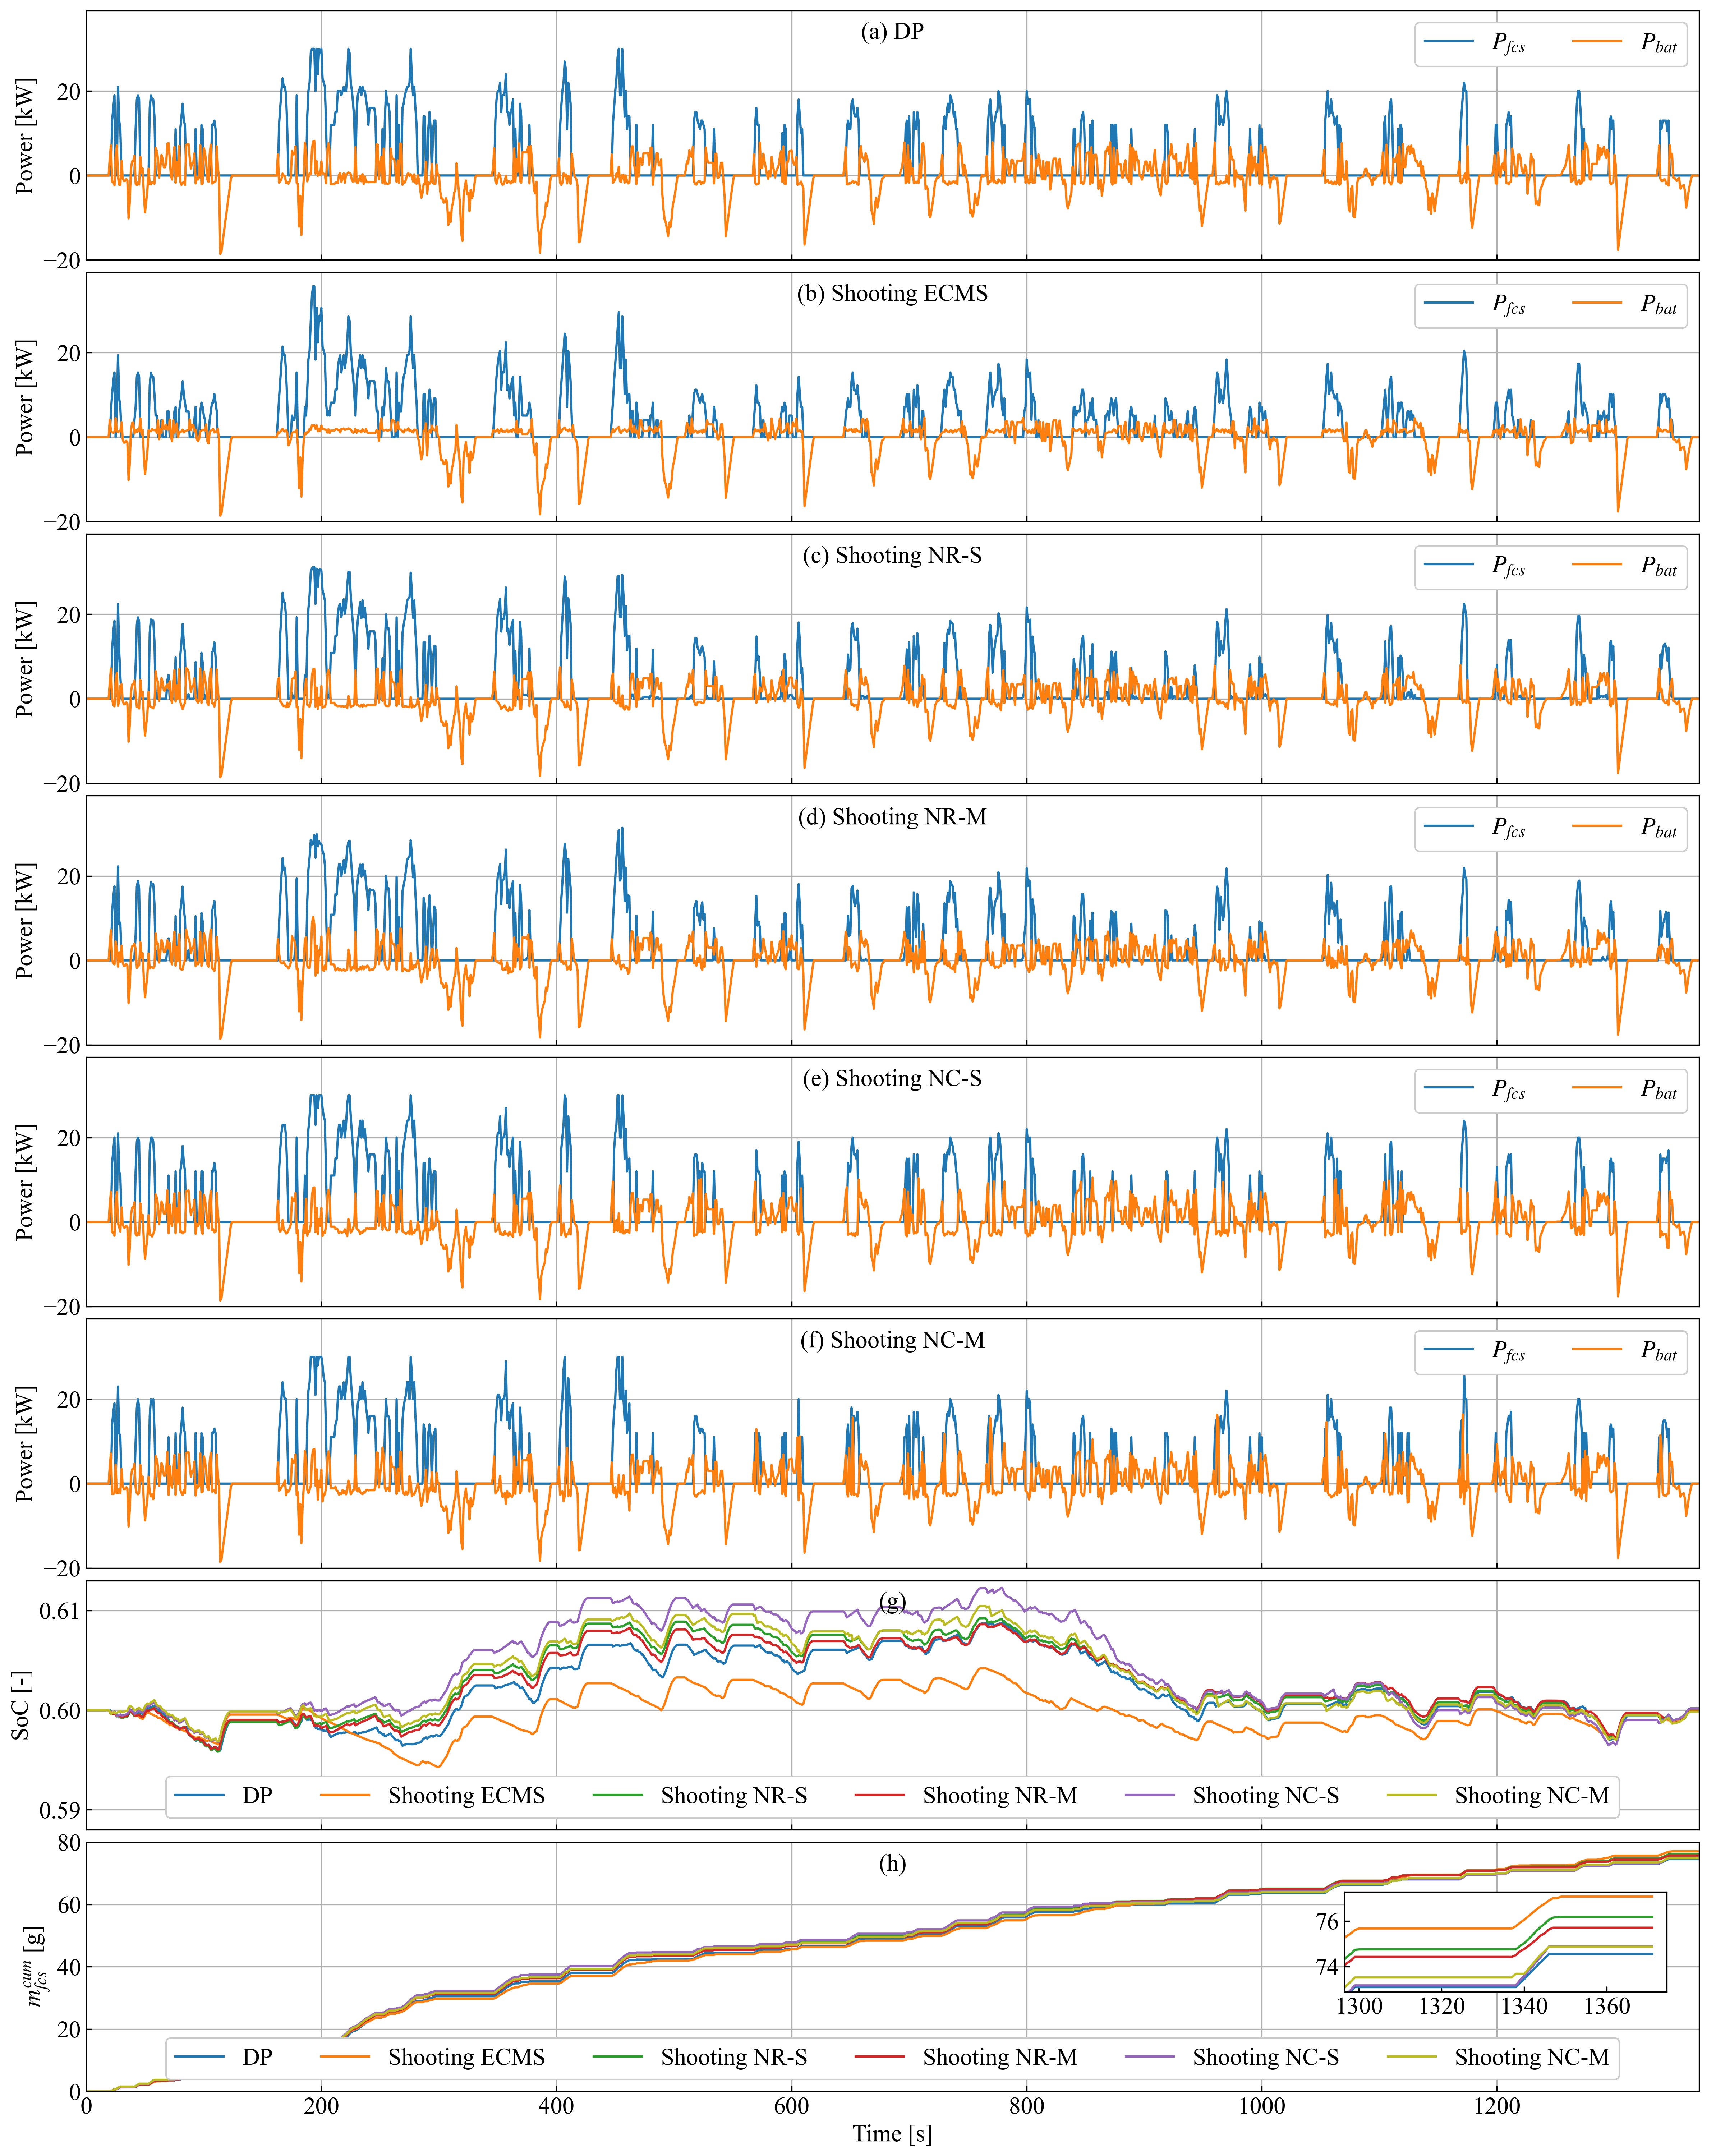 (a) DP
P_fcs P_bat
Power [kW]
20
0
−20
(b) Shooting ECMS
P_fcs P_bat
Power [kW]
20
0
−20
(c) Shooting NR-S
P_fcs P_bat
Power [kW]
20
0
−20
(d) Shooting NR-M
P_fcs P_bat
Power [kW]
20
0
−20
(e) Shooting NC-S
P_fcs P_bat
Power [kW]
20
0
−20
(f) Shooting NC-M
P_fcs P_bat
Power [kW]
20
0
−20
(g)
SoC [-]
0.61
0.60
0.59
DP Shooting ECMS Shooting NR-S Shooting NR-M Shooting NC-S Shooting NC-M
(h)
m_fcs^cum [g]
80
60
40
20
0
76
74
1300 1320 1340 1360
DP Shooting ECMS Shooting NR-S Shooting NR-M Shooting NC-S Shooting NC-M
0 200 400 600 800 1000 1200
Time [s]